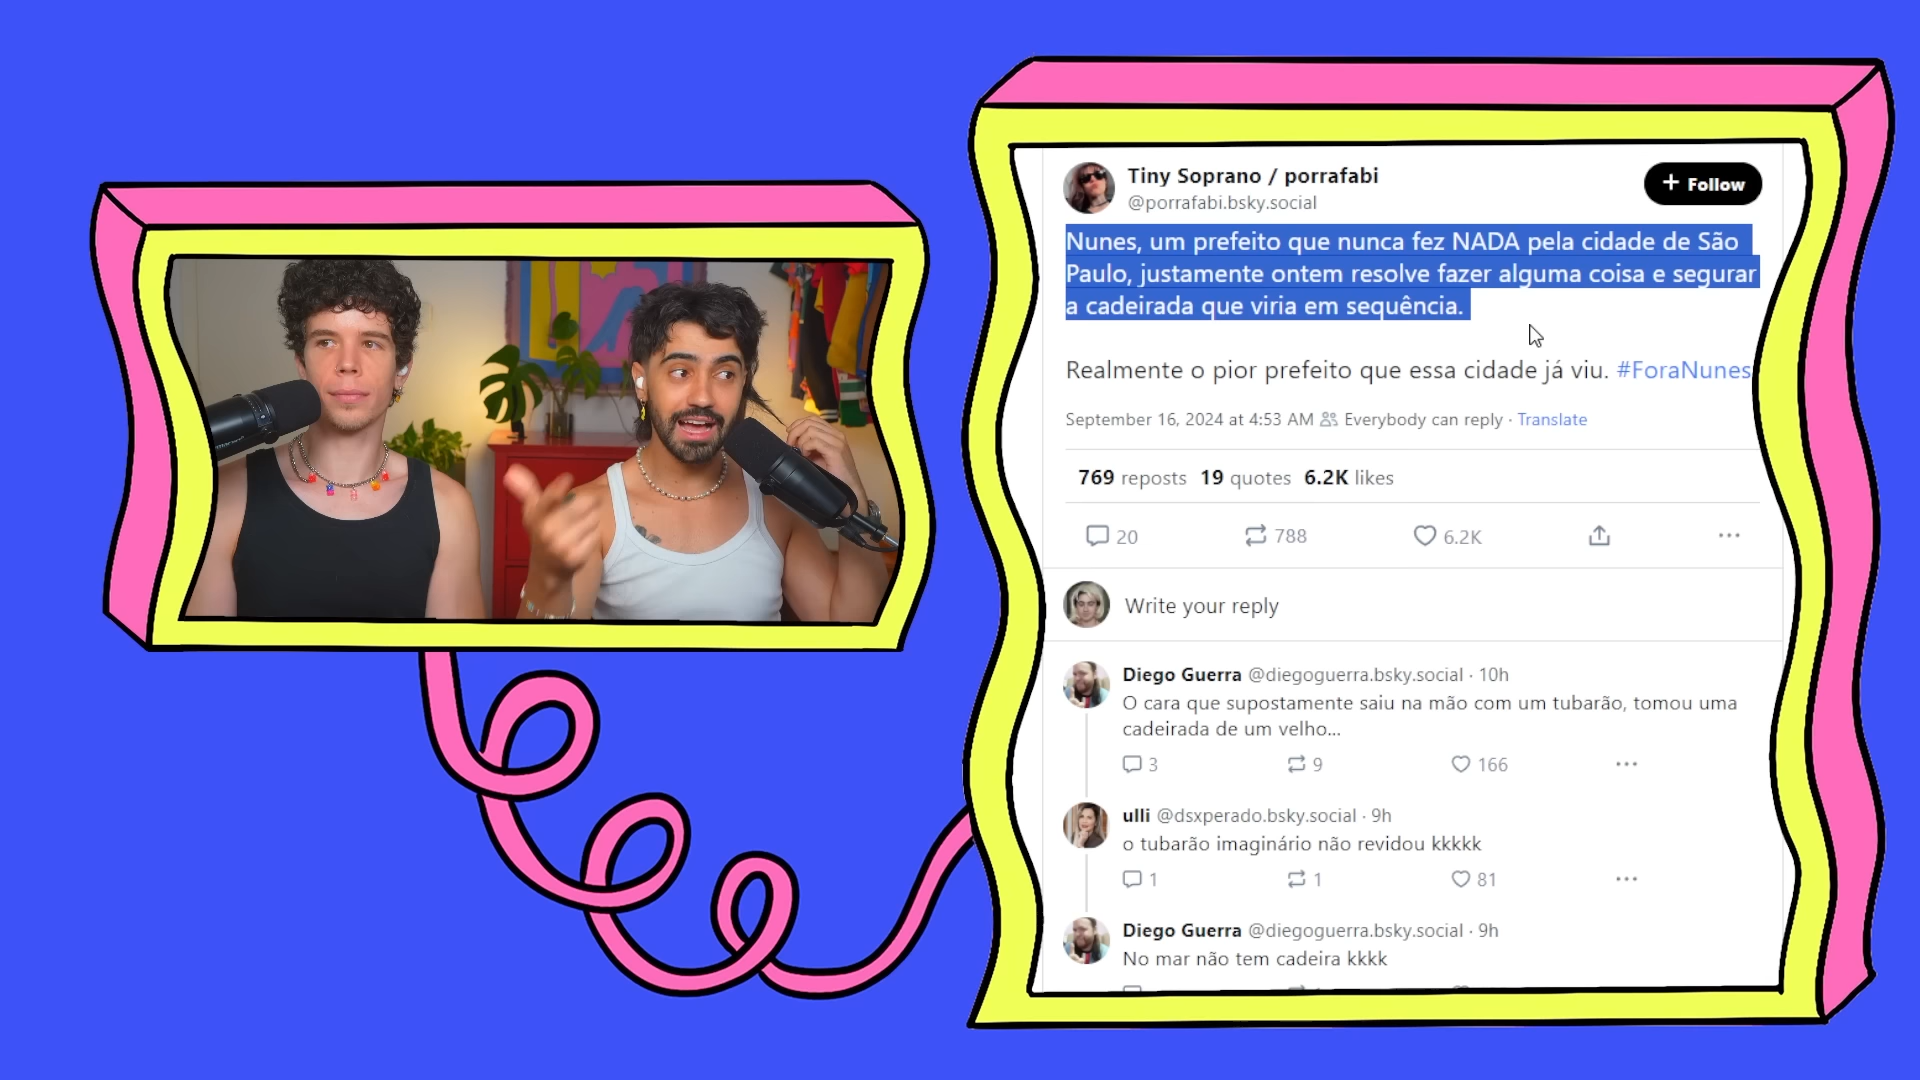 Tiny Soprano / porrafabi
@porrafabi.bsky.social
+ Follow
Nunes, um prefeito que nunca fez NADA pela cidade de São
Paulo, justamente ontem resolve fazer alguma coisa e segurar
a cadeirada que viria em sequência.
Realmente o pior prefeito que essa cidade já viu. #ForaNunes
September 16, 2024 at 4:53 AM Everybody can reply · Translate
769 reposts 19 quotes 6.2K likes
20 788 6.2K
Write your reply
Diego Guerra @diegoguerra.bsky.social · 10h
O cara que supostamente saiu na mão com um tubarão, tomou uma
cadeirada de um velho...
3 9 166
ulli @dsxperado.bsky.social · 9h
o tubarão imaginário não revidou kkkkk
1 1 81
Diego Guerra @diegoguerra.bsky.social · 9h
No mar não tem cadeira kkkk